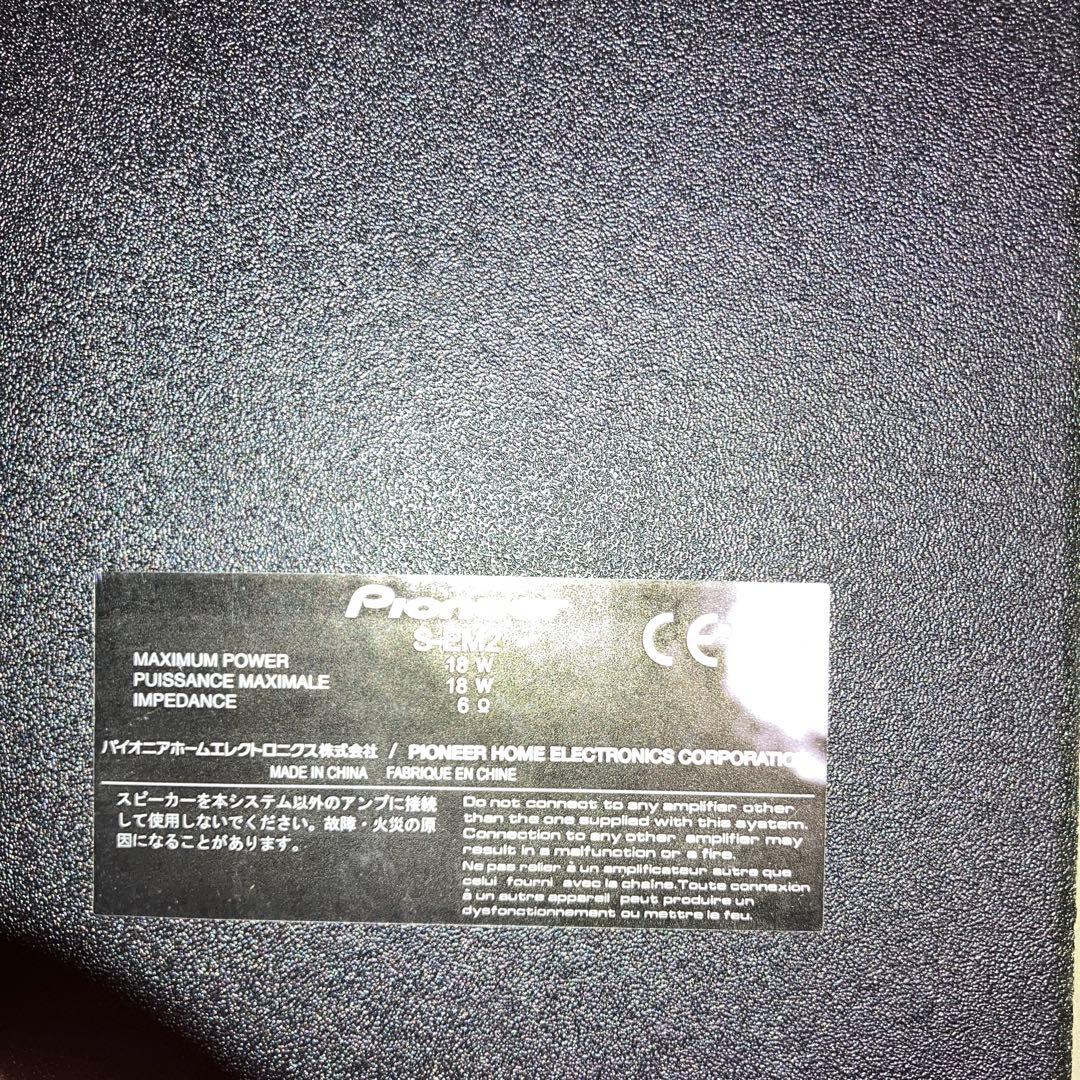 Pioneer
S-EM2
MAXIMUM POWER 18 W
PUISSANCE MAXIMALE 18 W
IMPEDANCE 6 Ω
CE
パイオニアホームエレクトロニクス株式会社 / PIONEER HOME ELECTRONICS CORPORATION
MADE IN CHINA FABRIQUE EN CHINE
スピーカーを本システム以外のアンプに接続
して使用しないでください。故障・火災の原
因になることがあります。
Do not connect to any amplifier other
than the one supplied with this system.
Connection to any other amplifier may
result in a malfunction or a fire.
Ne pas relier à un amplificateur autre que
celui fourni avec la chaîne. Toute connexion
à un autre appareil peut produire un
dysfonctionnement ou mettre le feu.